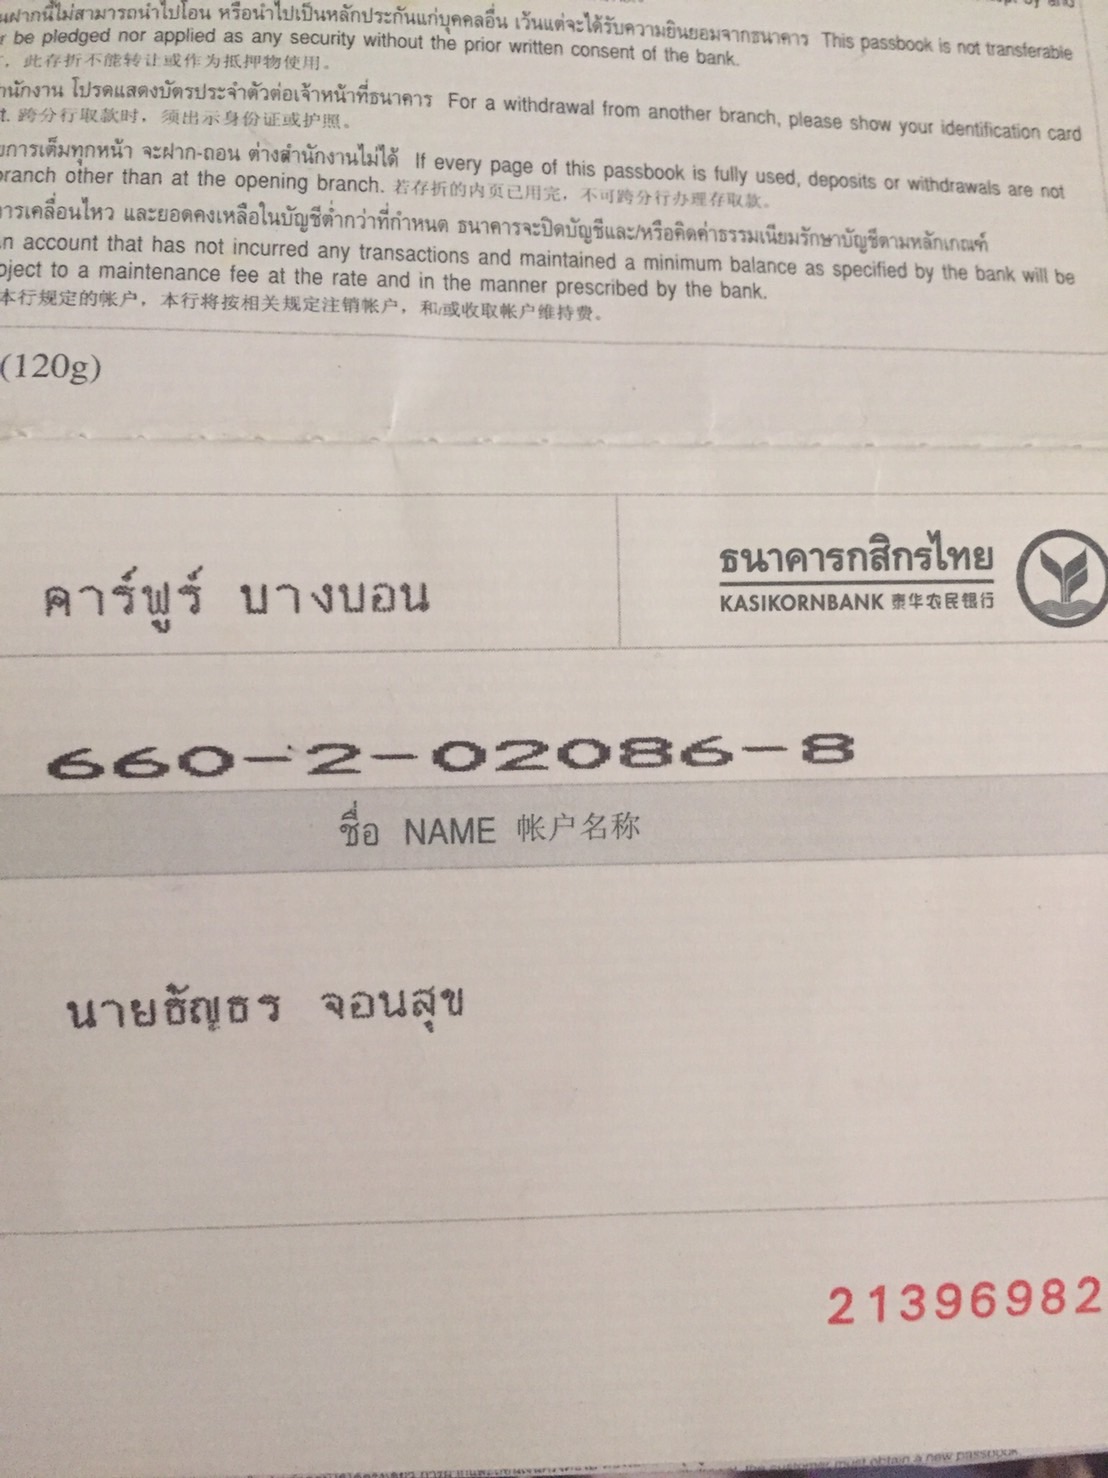 นฝากนี้ไม่สามารถนำไปโอน หรือนำไปเป็นหลักประกันแก่บุคคลอื่น เว้นแต่จะได้รับความยินยอมจากธนาคาร This passbook is not transferable
be pledged nor applied as any security without the prior written consent of the bank.
此存折不能转让或作为抵押物使用。
านักงาน โปรดแสดงบัตรประจำตัวต่อเจ้าหน้าที่ธนาคาร For a withdrawal from another branch, please show your identification card
t. 跨分行取款时，须出示身份证或护照。
ยการเต็มทุกหน้า จะฝาก-ถอน ต่างสำนักงานไม่ได้ If every page of this passbook is fully used, deposits or withdrawals are not
branch other than at the opening branch. 若存折的内页已用完，不可跨分行办理存取款。
การเคลื่อนไหว และยอดคงเหลือในบัญชีต่ำกว่าที่กำหนด ธนาคารจะปิดบัญชีและ/หรือคิดค่าธรรมเนียมรักษาบัญชีตามหลักเกณฑ์
n account that has not incurred any transactions and maintained a minimum balance as specified by the bank will be
bject to a maintenance fee at the rate and in the manner prescribed by the bank.
本行规定的帐户，本行将按相关规定注销帐户，和/或收取帐户维持费。
(120g)
ธนาคารกสิกรไทย
คาร์ฟูร์ บางบอน
KASIKORNBANK 泰华农民银行
660-2-02086-8
ชื่อ NAME 帐户名称
นายธัญธร จอนสุข
21396982
the customer must obtain a new passbook